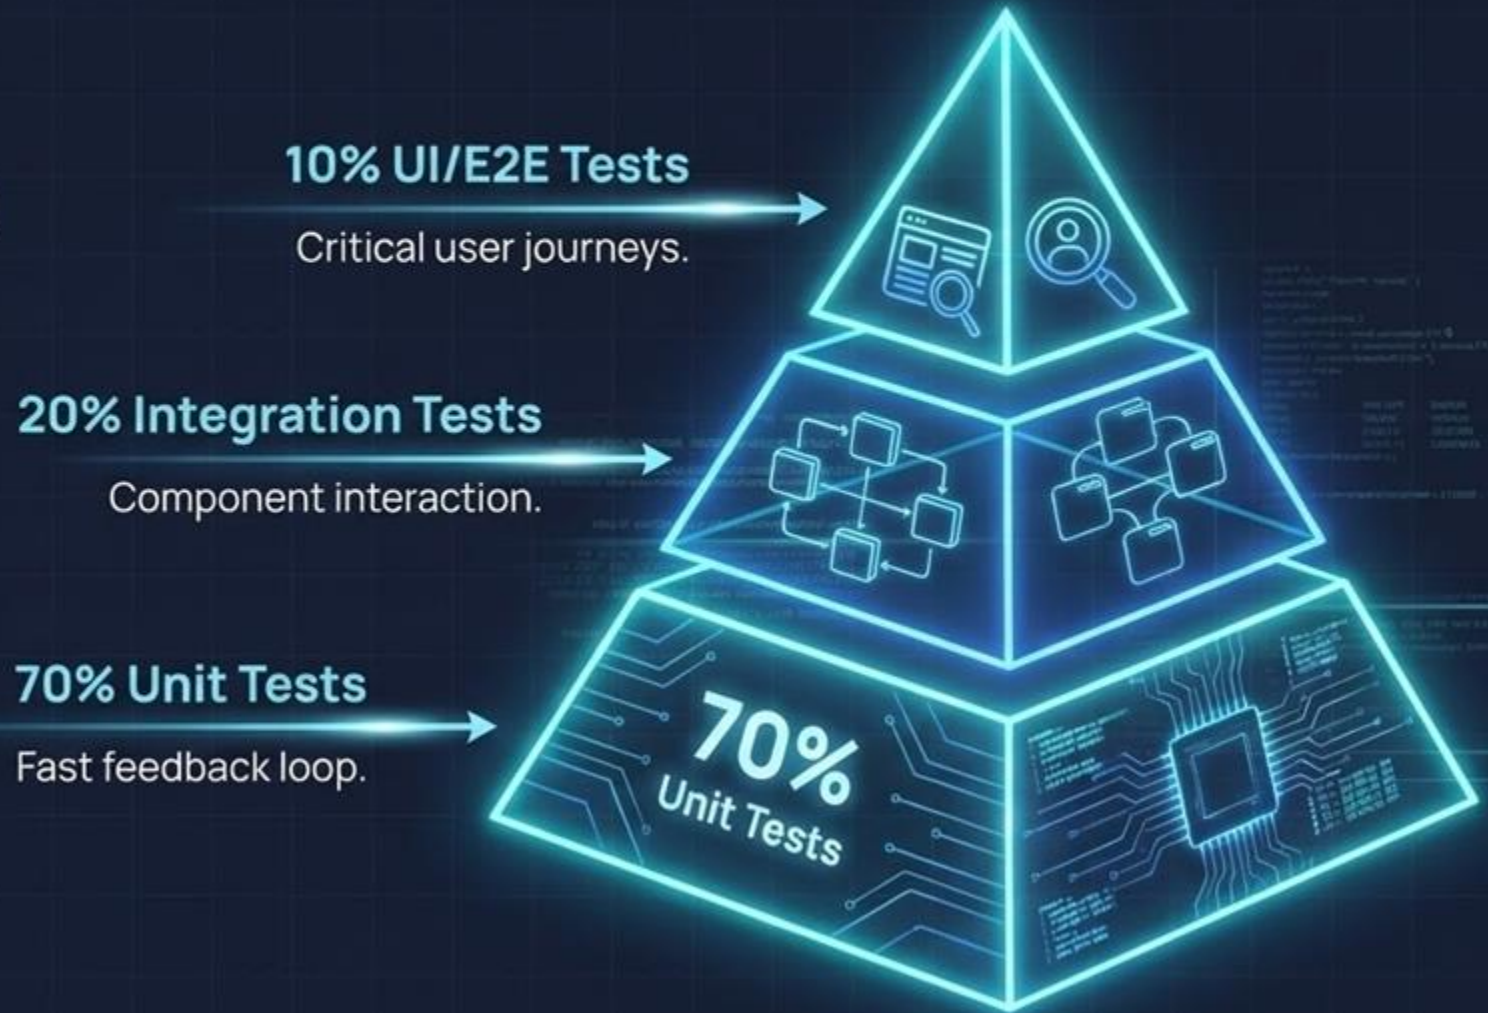 10% UI/E2E Tests
Critical user journeys.
20% Integration Tests
Component interaction.
70% Unit Tests
Fast feedback loop.
70%
Unit Tests